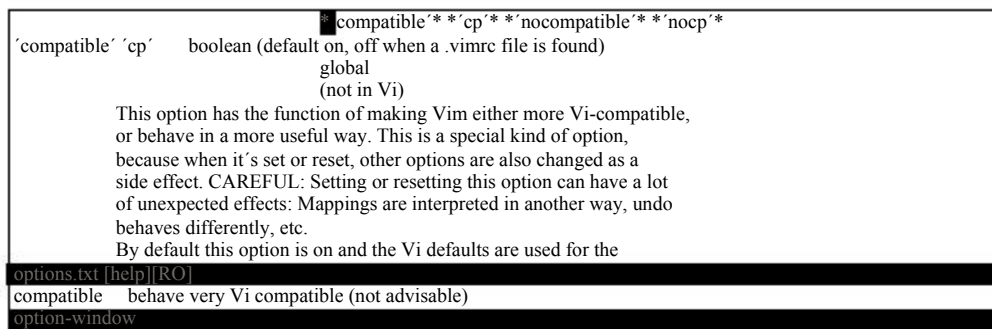 * compatible´* *´cp´* *´nocompatible´* *´nocp´*
´compatible´ ´cp´ boolean (default on, off when a .vimrc file is found)
global
(not in Vi)
This option has the function of making Vim either more Vi-compatible,
or behave in a more useful way. This is a special kind of option,
because when it´s set or reset, other options are also changed as a
side effect. CAREFUL: Setting or resetting this option can have a lot
of unexpected effects: Mappings are interpreted in another way, undo
behaves differently, etc.
By default this option is on and the Vi defaults are used for the
options.txt [help][RO]
compatible behave very Vi compatible (not advisable)
option-window